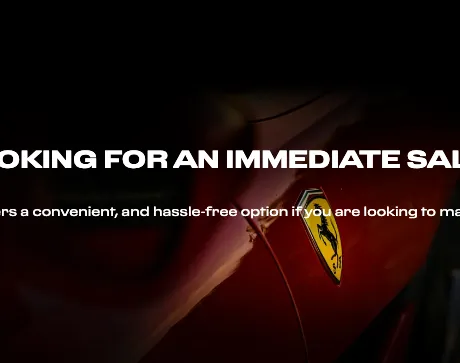 OKING FOR AN IMMEDIATE SAL
rs a convenient, and hassle-free option if you are looking to ma